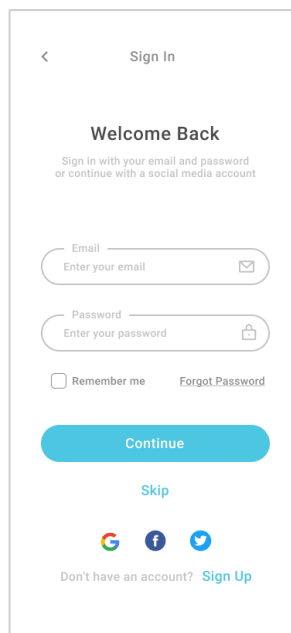 Sign In
Welcome Back
Sign in with your email and password
or continue with a social media account
Email
Enter your email
Password
Enter your password
Remember me
Forgot Password
Continue
Skip
Don't have an account? Sign Up